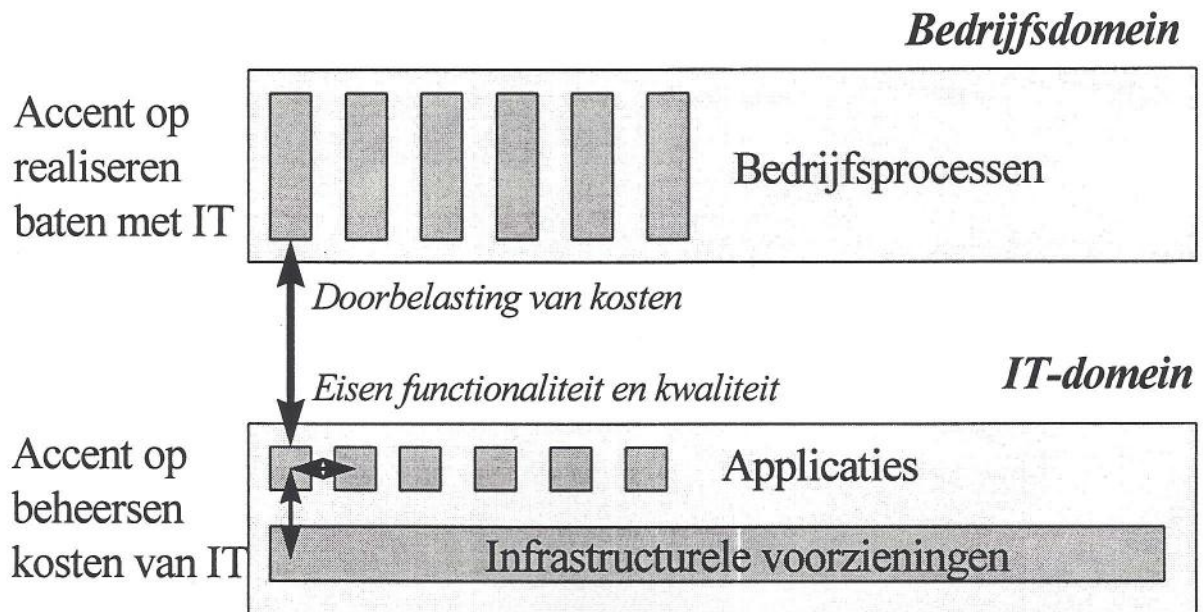 Bedrijfsdomein
Accent op
realiseren
baten met IT
Bedrijfsprocessen
Doorbelasting van kosten
Eisen functionaliteit en kwaliteit
IT-domein
Accent op
beheersen
kosten van IT
Applicaties
Infrastructurele voorzieningen